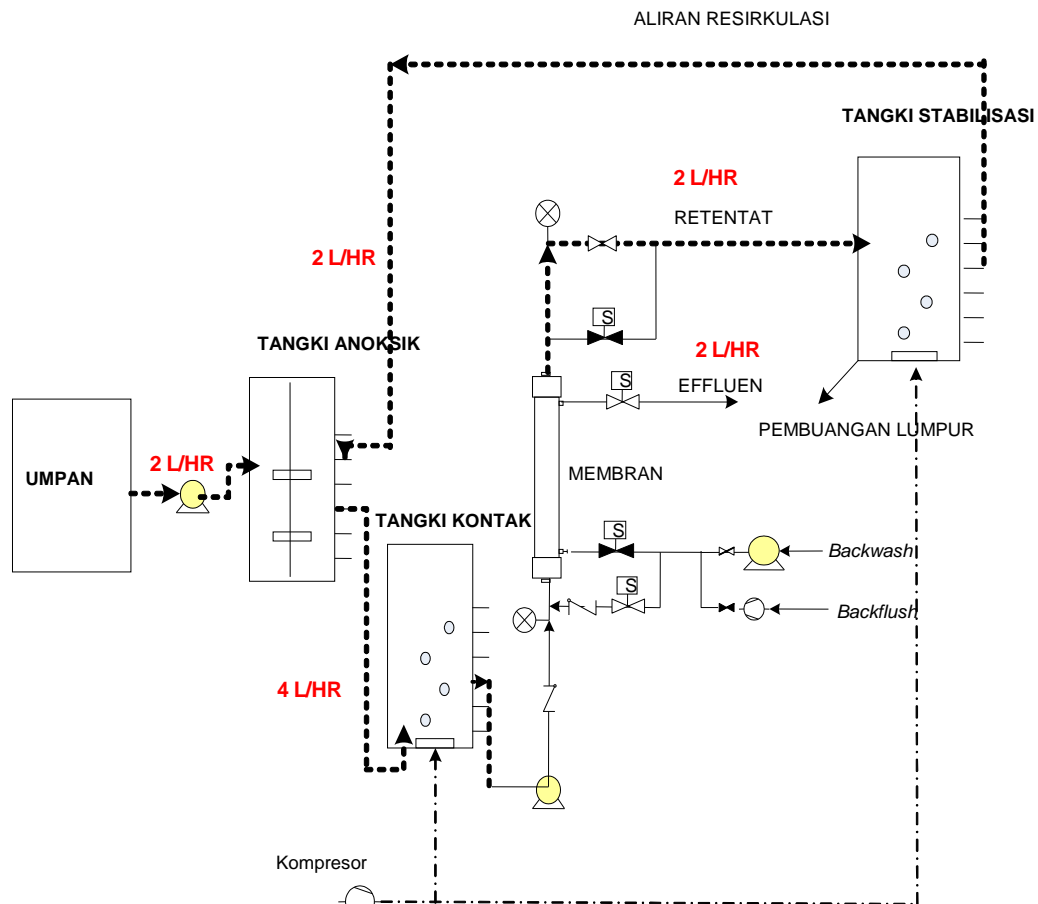 ALIRAN RESIRKULASI
TANGKI STABILISASI
2 L/HR
RETENTAT
2 L/HR
TANGKI ANOKSIK
S
2 L/HR
S
EFFLUEN
PEMBUANGAN LUMPUR
2 L/HR
UMPAN
MEMBRAN
TANGKI KONTAK
S
Backwash
S
Backflush
4 L/HR
Kompresor